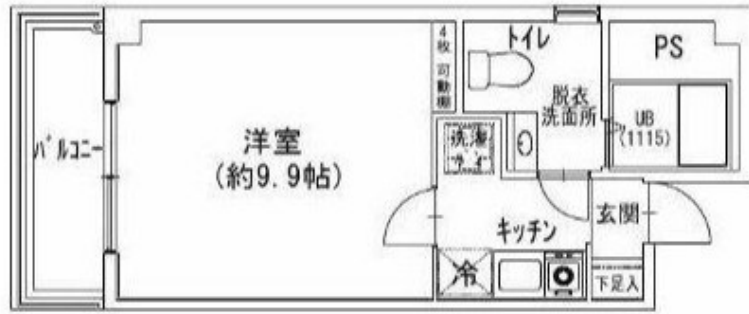 バルコニー
洋室
(約9.9帖)
4枚 可動棚
トイレ
脱衣
洗面所
PS
UB
(1115)
洗濯
キッチン
冷
玄関
下足入